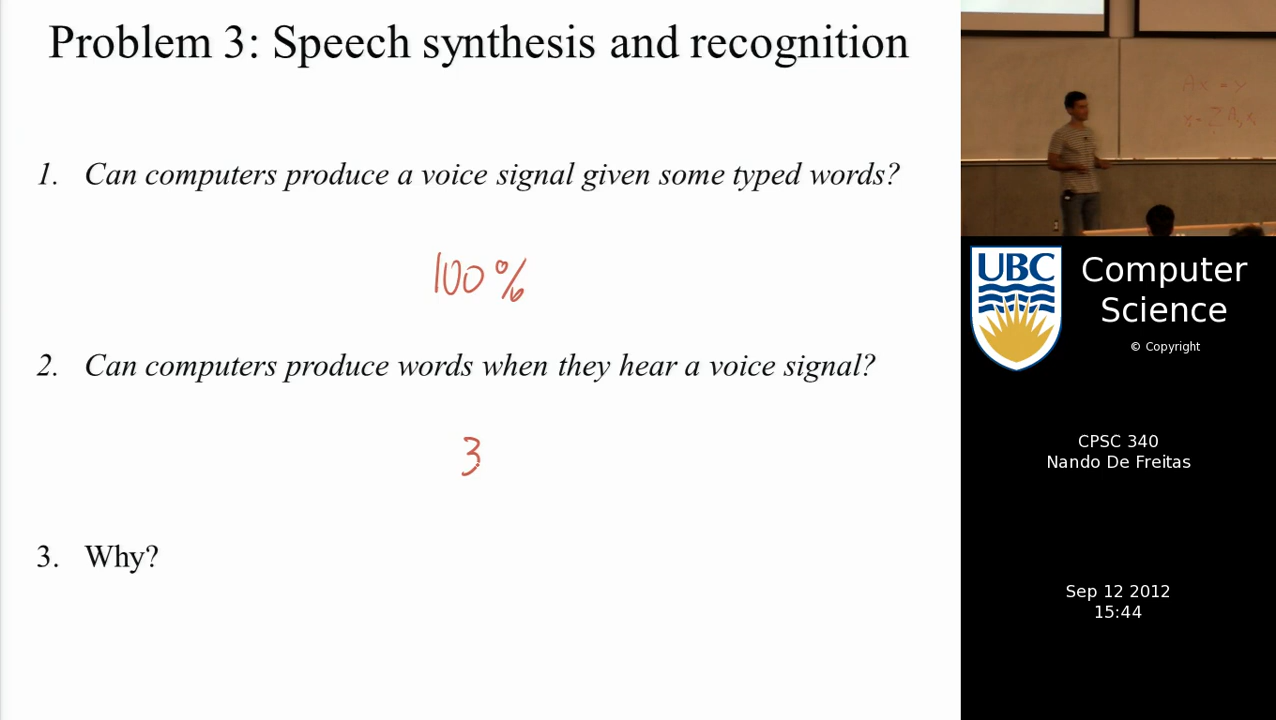 Problem 3: Speech synthesis and recognition
1. Can computers produce a voice signal given some typed words?
100%
2. Can computers produce words when they hear a voice signal?
3
3. Why?
Ax = y
UBC
Computer
Science
© Copyright
CPSC 340
Nando De Freitas
Sep 12 2012
15:44